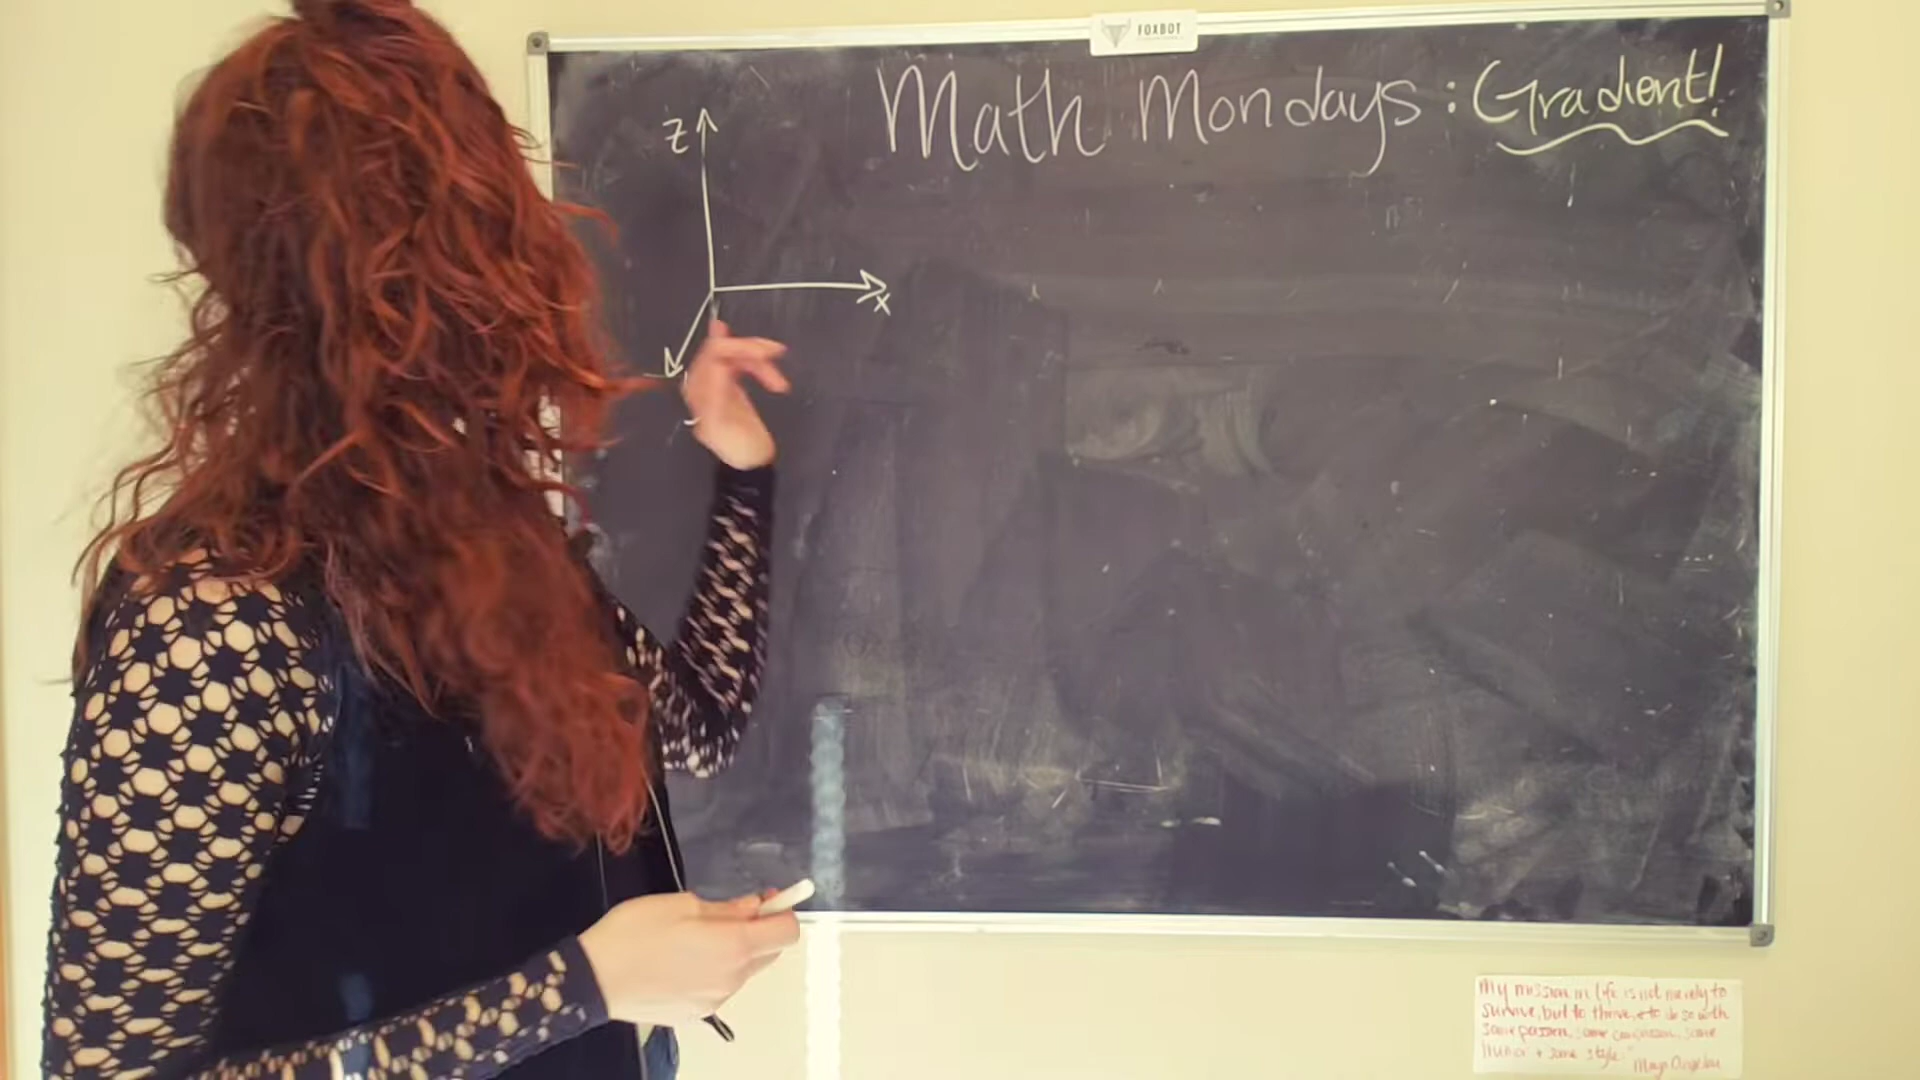 FOXBOT
Math Mondays: Gradient!
z
x
My mission in life is not merely to
survive, but to thrive, + to do so with
some passion, some compassion, some
humor + some style."
Maya Angelou